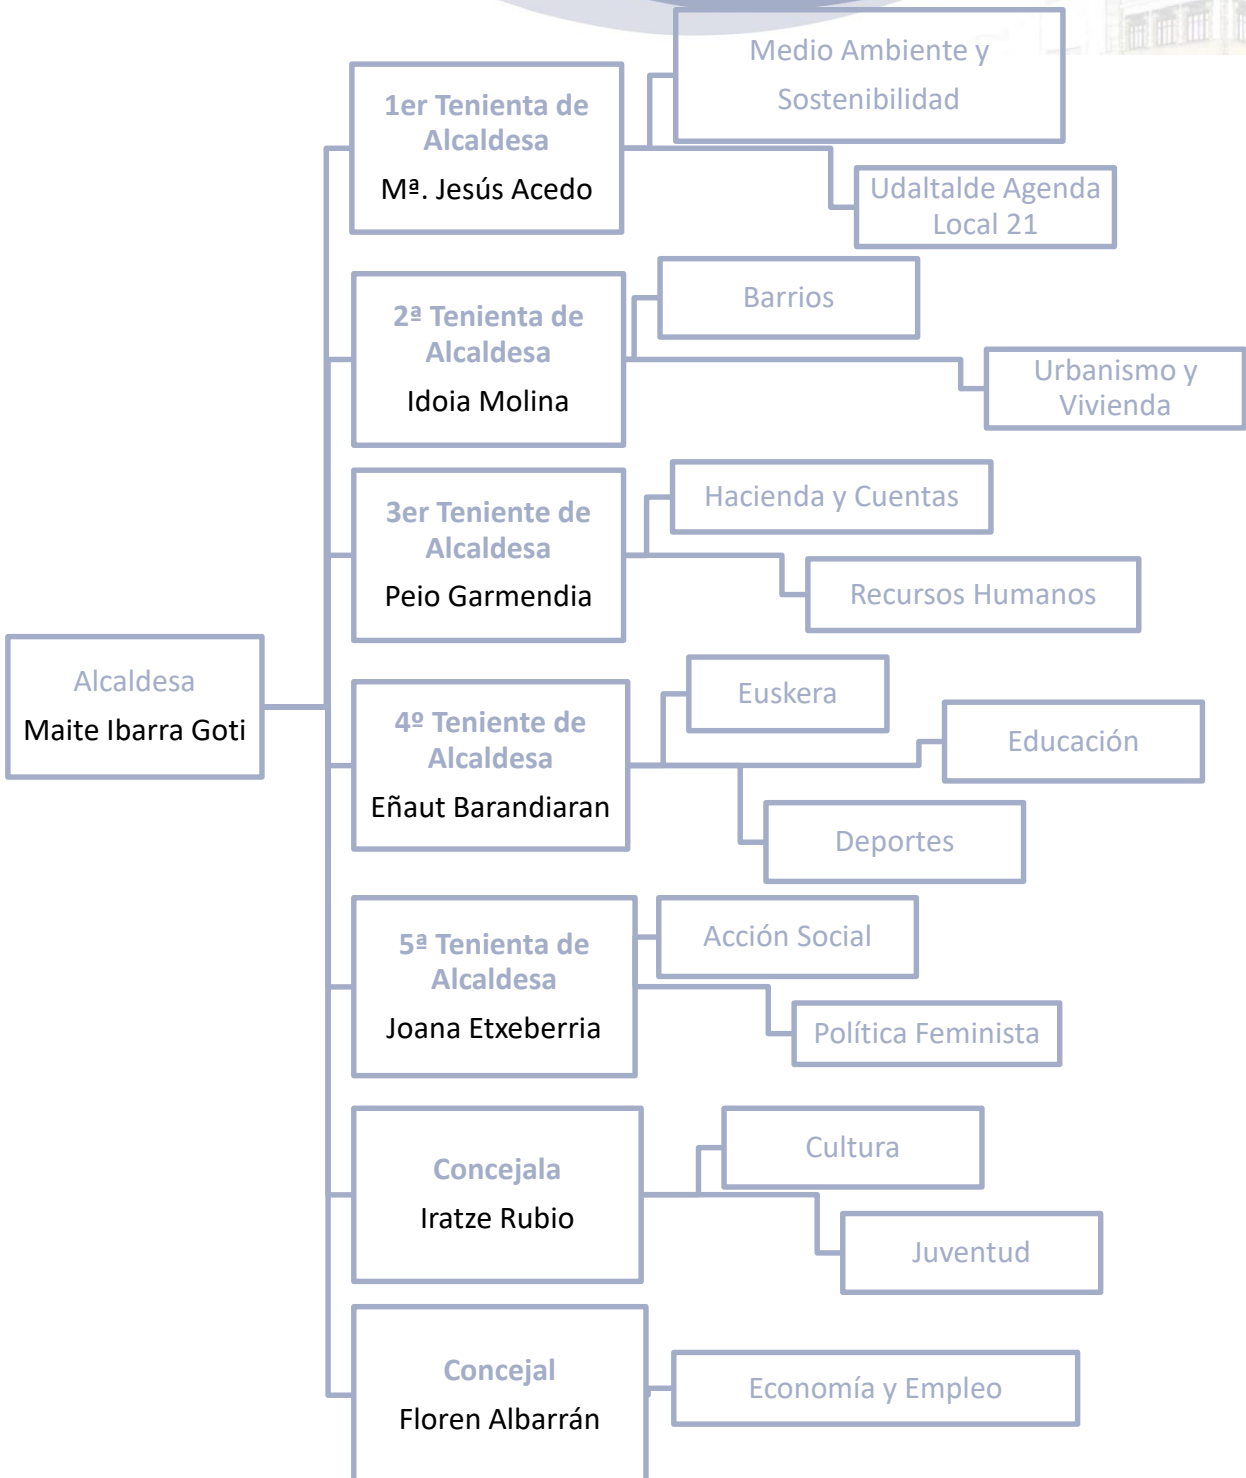 Alcaldesa
Maite Ibarra Goti
1er Tenienta de
Alcaldesa
Mª. Jesús Acedo
Medio Ambiente y
Sostenibilidad
Udaltalde Agenda
Local 21
2ª Tenienta de
Alcaldesa
Idoia Molina
Barrios
Urbanismo y
Vivienda
3er Teniente de
Alcaldesa
Peio Garmendia
Hacienda y Cuentas
Recursos Humanos
4º Teniente de
Alcaldesa
Eñaut Barandiaran
Euskera
Educación
Deportes
5ª Tenienta de
Alcaldesa
Joana Etxeberria
Acción Social
Política Feminista
Concejala
Iratze Rubio
Cultura
Juventud
Concejal
Floren Albarrán
Economía y Empleo